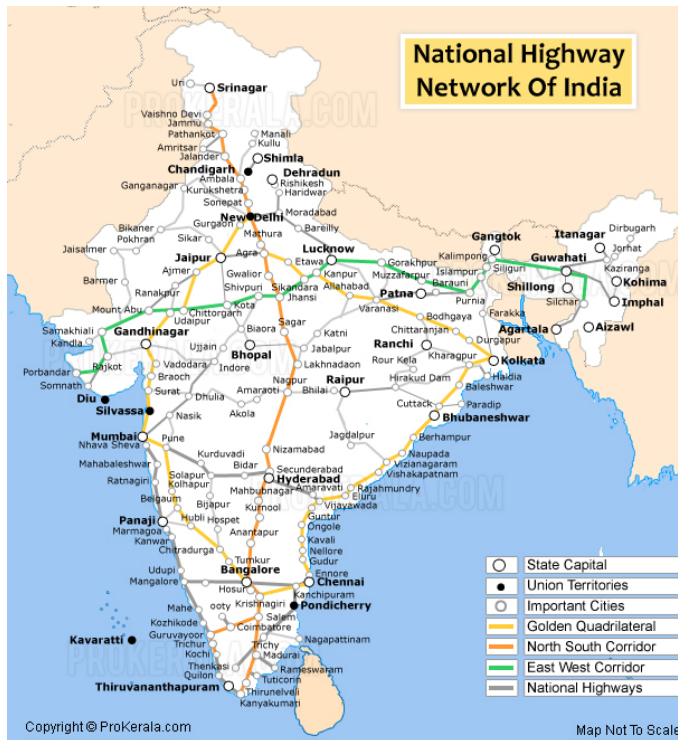 National Highway
Network Of India
PROKERALA.COM
Uri
Srinagar
Vaishno Devi
Jammu
Pathankot
Amritsar
Jalander
Manali
Kullu
Shimla
Chandigarh
Dehradun
Ambala
Rishikesh
Ganganagar
Kurukshetra
Haridwar
Sonepat
New Delhi
Moradabad
Gurgaon
Bareilly
Bikaner
Pokhran
Sikar
Mathura
Jaisalmer
Jaipur
Agra
Lucknow
Etawa
Gorakhpur
Gangtok
Kalimpong
Itanagar
Dirbugarh
Jorhat
Guwahati
Kaziranga
Ajmer
Gwalior
Kanpur
Muzzafarpur
Islampur
Siliguri
Barmer
Ranakpur
Shivpuri
Sikandara
Allahabad
Barauni
Shillong
Kohima
Patna
Purnia
Silchar
Imphal
Mount Abu
Chittorgarh
Kota
Jhansi
Varanasi
Udaipur
Bodhgaya
Farakka
Samakhiali
Kandla
Gandhinagar
Biaora
Sagar
Katni
Chittaranjan
Agartala
Aizawl
Ujjain
Bhopal
Jabalpur
Ranchi
Durgapur
Kharagpur
Kolkata
Vadodara
Indore
Lakhnadaon
Rour Kela
Porbandar
Rajkot
Braoch
Somnath
Surat
Dhulia
Amaraoti
Nagpur
Bhilai
Raipur
Hirakud Dam
Haldia
Baleshwar
Diu
Silvassa
Akola
Cuttack
Paradip
Nasik
Bhubaneshwar
Mumbai
Nhava Sheva
Pune
Jagdalpur
Berhampur
Kurduvadi
Nizamabad
Naupada
Mahabaleshwar
Bidar
Secunderabad
Vizianagaram
Solapur
Hyderabad
Vishakapatnam
Ratnagiri
Kolhapur
Mahbubnagar
Amaravati
Rajahmundry
Belgaum
Bijapur
Kurnool
Eluru
Vijayawada
Panaji
Hubli
Hospet
Guntur
Marmagoa
Ongole
Kanwar
Anantapur
Kavali
Chitradurga
Nellore
Tumkur
Gudur
Udupi
Bangalore
Ennore
Mangalore
Chennai
Hosur
Kanchipuram
Mahe
ooty
Krishnagiri
Pondicherry
Kozhikode
Salem
Guruvayoor
Coimbatore
Nagapattinam
Kavaratti
Trichur
Trichy
Kochi
Madurai
Thenkasi
Rameswaram
Quilon
Tuticorin
Thiruvananthapuram
Thirunelveli
Kanyakumari
PROKERALA.COM
PROKERALA.COM
State Capital
Union Territories
Important Cities
Golden Quadrilateral
North South Corridor
East West Corridor
National Highways
Copyright © ProKerala.com
Map Not To Scale